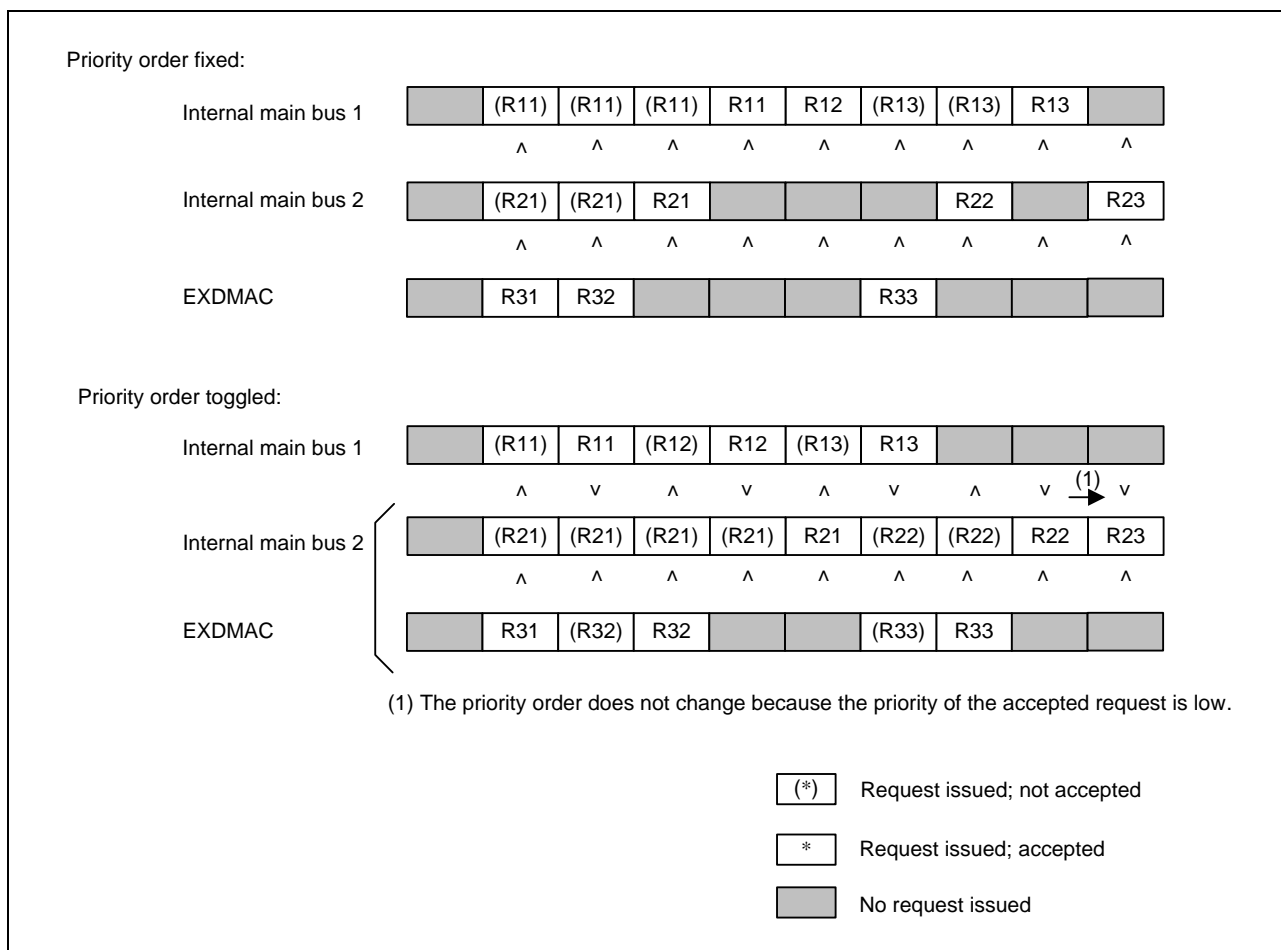 Priority order fixed:
Internal main bus 1 (R11) (R11) (R11) R11 R12 (R13) (R13) R13
^ ^ ^ ^ ^ ^ ^ ^ ^
Internal main bus 2 (R21) (R21) R21 R22 R23
^ ^ ^ ^ ^ ^ ^ ^ ^
EXDMAC R31 R32 R33
Priority order toggled:
Internal main bus 1 (R11) R11 (R12) R12 (R13) R13
^ v ^ v ^ v ^ v (1) v
Internal main bus 2 (R21) (R21) (R21) (R21) R21 (R22) (R22) R22 R23
^ ^ ^ ^ ^ ^ ^ ^ ^
EXDMAC R31 (R32) R32 (R33) R33
(1) The priority order does not change because the priority of the accepted request is low.
(*) Request issued; not accepted
* Request issued; accepted
No request issued